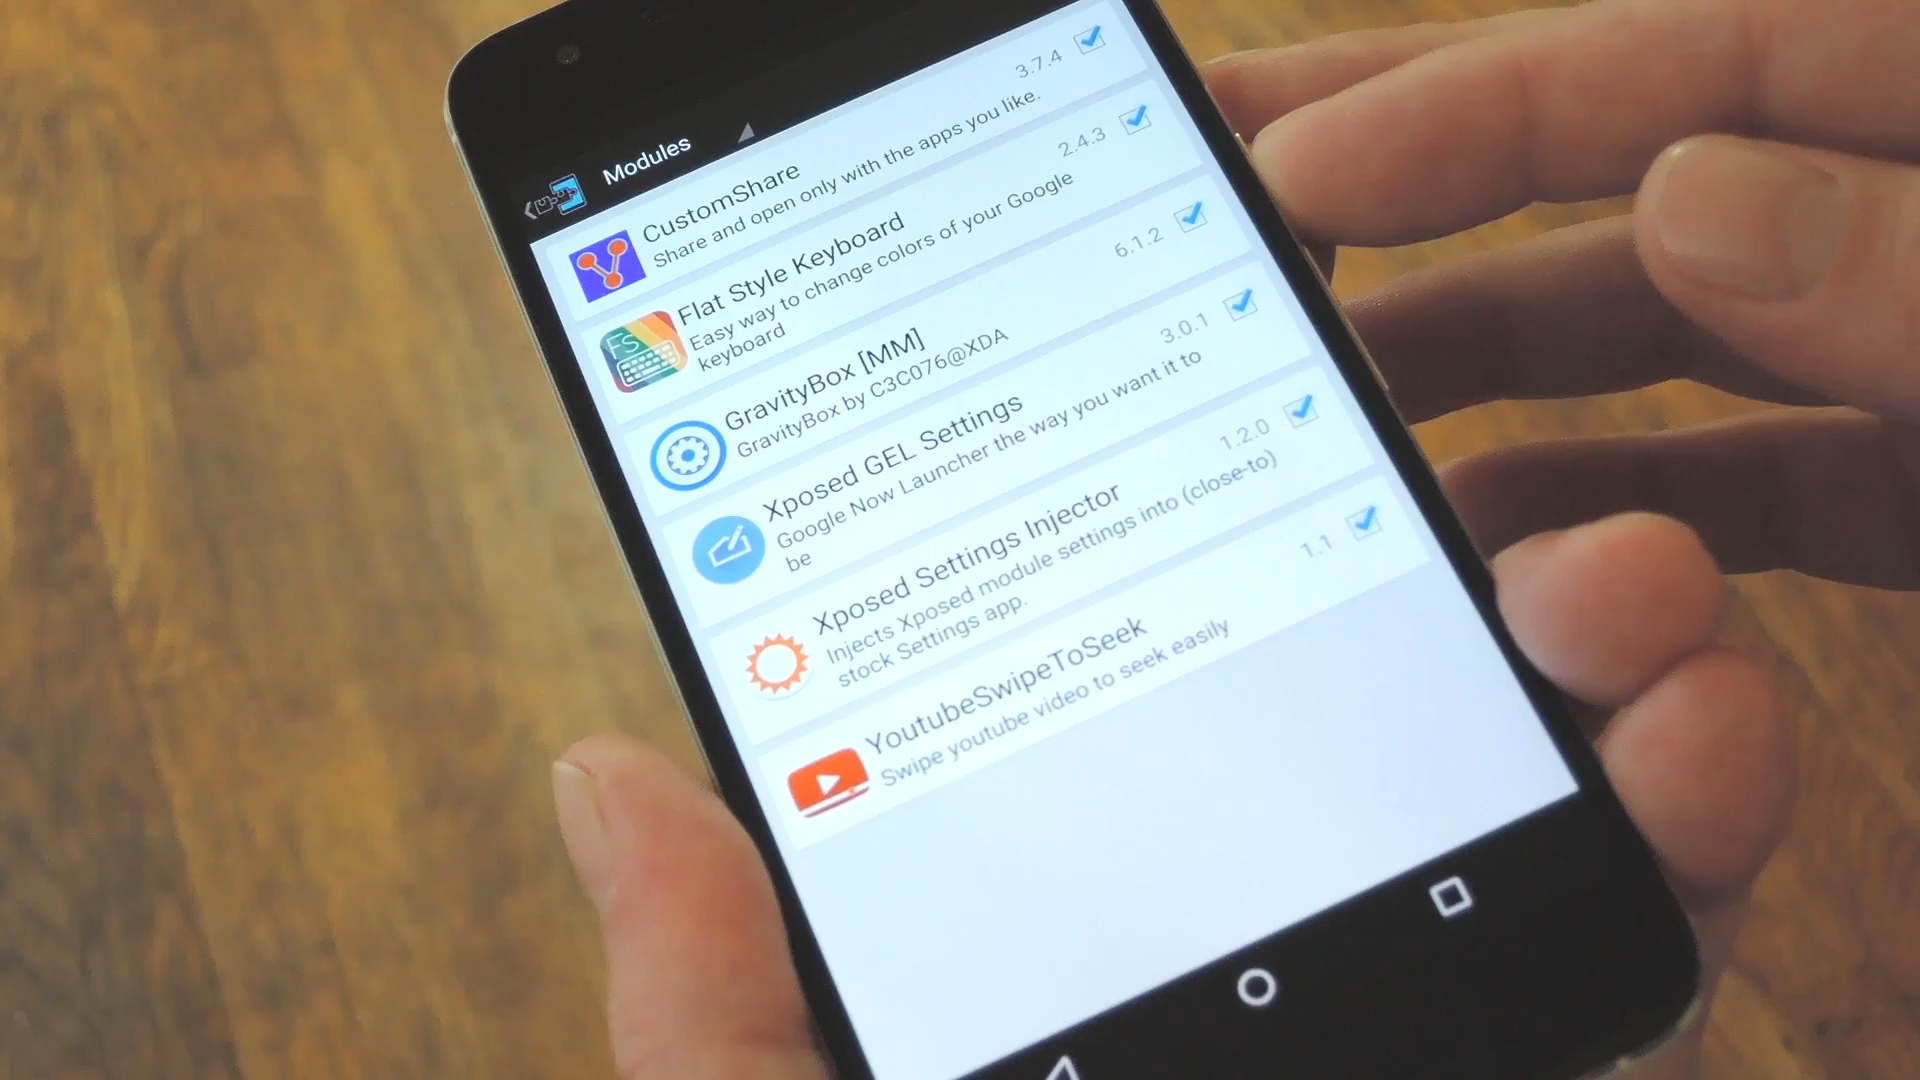 Modules
CustomShare
3.7.4
Share and open only with the apps you like.
FS
Flat Style Keyboard
2.4.3
Easy way to change colors of your Google
keyboard
GravityBox [MM]
6.1.2
GravityBox by C3C076@XDA
Xposed GEL Settings
3.0.1
Google Now Launcher the way you want it to
be
Xposed Settings Injector
1.2.0
Injects Xposed module settings into (close-to)
stock Settings app.
YoutubeSwipeToSeek
1.1
Swipe youtube video to seek easily